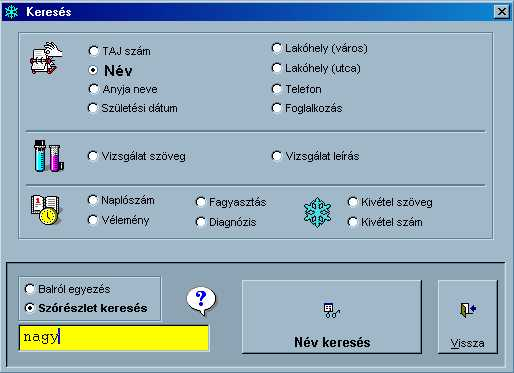 Keresés
TAJ szám
Név
Anyja neve
Születési dátum
Lakóhely (város)
Lakóhely (utca)
Telefon
Foglalkozás
Vizsgálat szöveg
Vizsgálat leírás
Naplószám
Vélemény
Fagyasztás
Diagnózis
Kivétel szöveg
Kivétel szám
Balról egyezés
Szórészlet keresés
nagy
?
Név keresés
Vissza